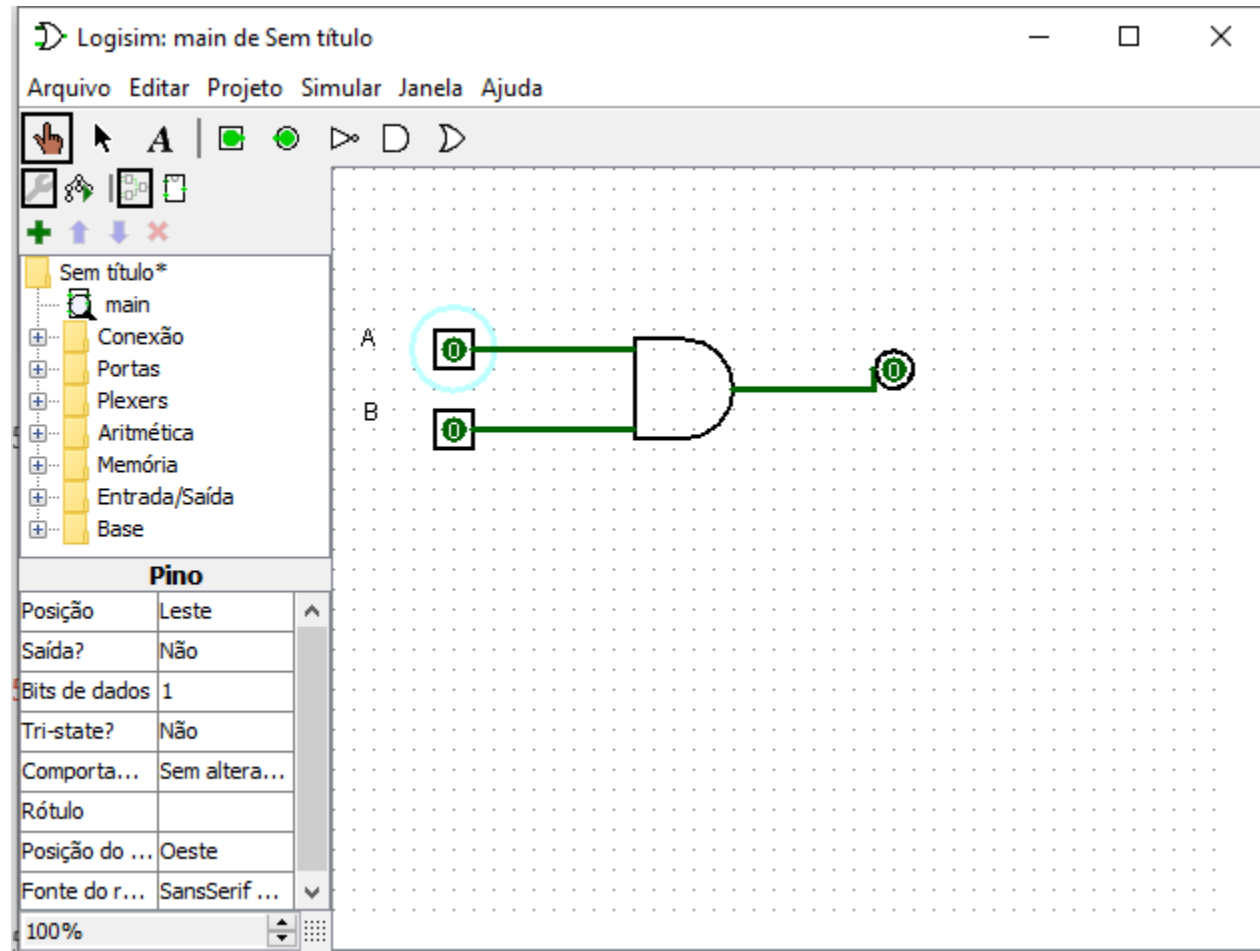 Logisim: main de Sem título
Arquivo Editar Projeto Simular Janela Ajuda
A
Sem título*
main
Conexão
Portas
Plexers
Aritmética
Memória
Entrada/Saída
Base
Pino
Posição Leste
Saída? Não
Bits de dados 1
Tri-state? Não
Comporta... Sem altera...
Rótulo
Posição do ... Oeste
Fonte do r... SansSerif ...
100%
A
0
0
B
0